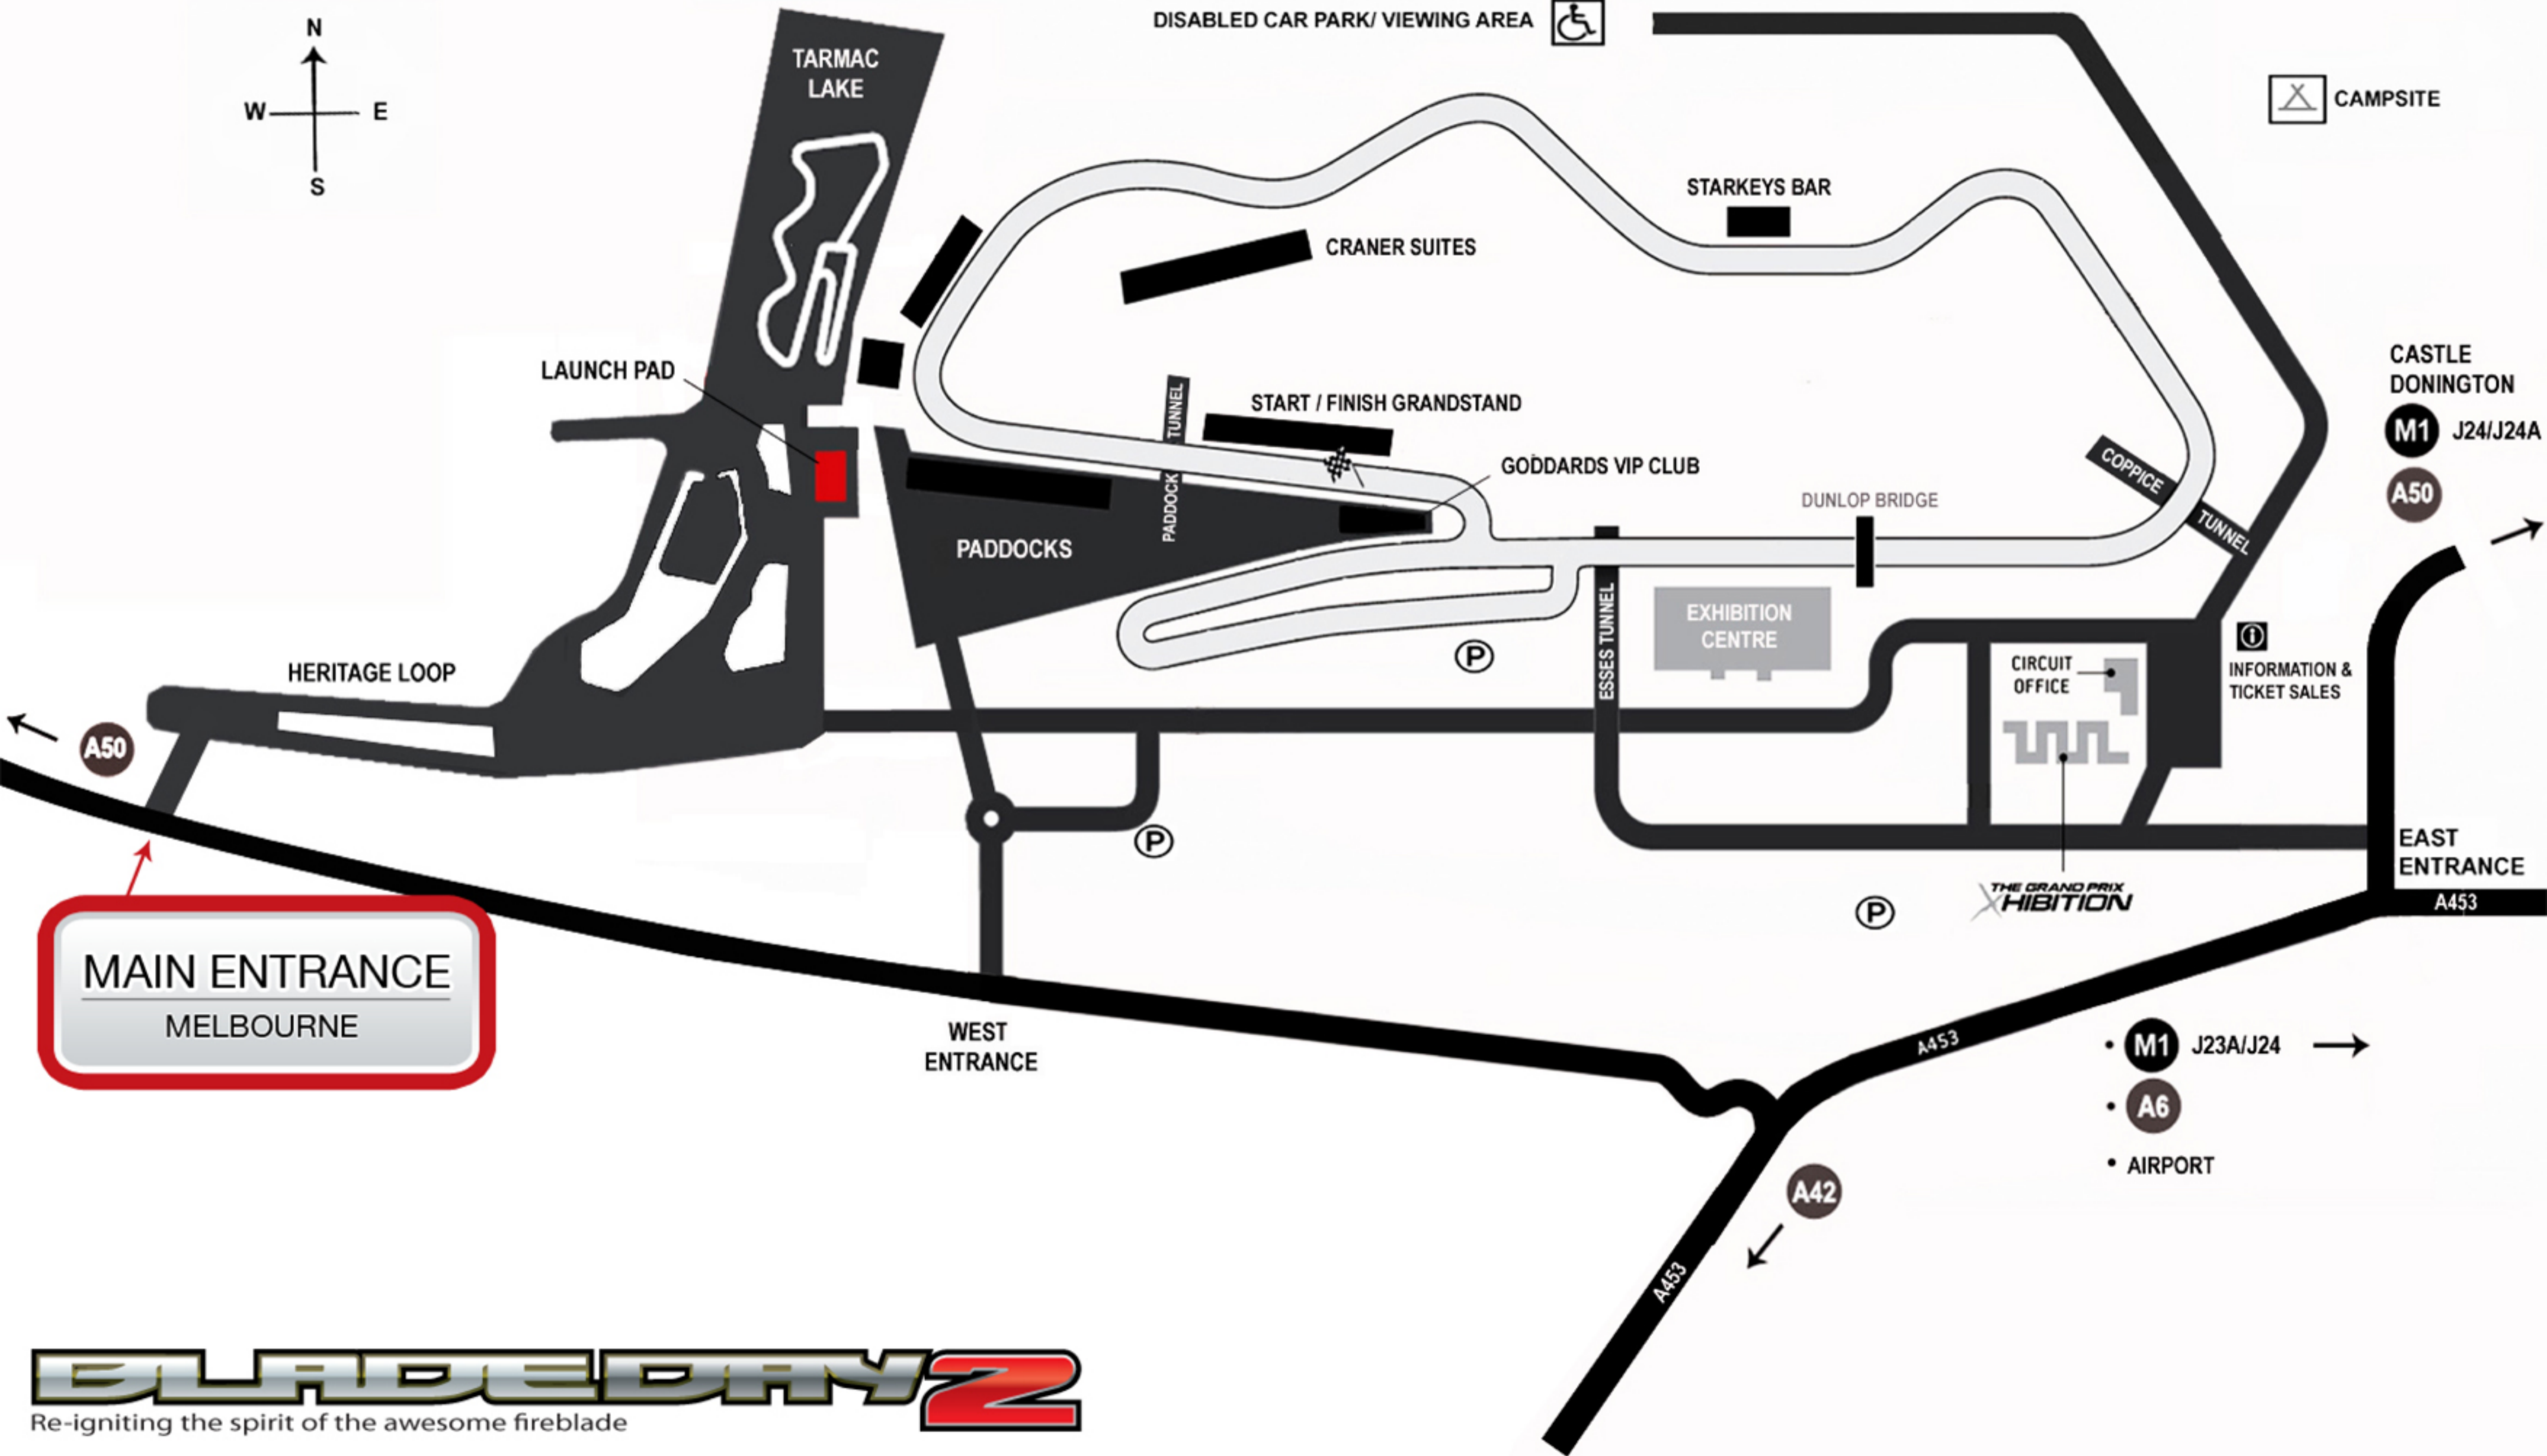 DISABLED CAR PARK/ VIEWING AREA
N
W
E
S
TARMAC
LAKE
CAMPSITE
STARKEYS BAR
CRANER SUITES
LAUNCH PAD
TUNNEL
PADDOCK
START / FINISH GRANDSTAND
GODDARDS VIP CLUB
DUNLOP BRIDGE
COPPICE
TUNNEL
CASTLE
DONINGTON
M1 J24/J24A
A50
PADDOCKS
ESSES TUNNEL
EXHIBITION
CENTRE
P
CIRCUIT
OFFICE
i
INFORMATION &
TICKET SALES
HERITAGE LOOP
A50
P
P
THE GRAND PRIX
XHIBITION
EAST
ENTRANCE
A453
MAIN ENTRANCE
MELBOURNE
WEST
ENTRANCE
A453
• M1 J23A/J24
• A6
• AIRPORT
A42
A453
BLADEDAY2
Re-igniting the spirit of the awesome fireblade